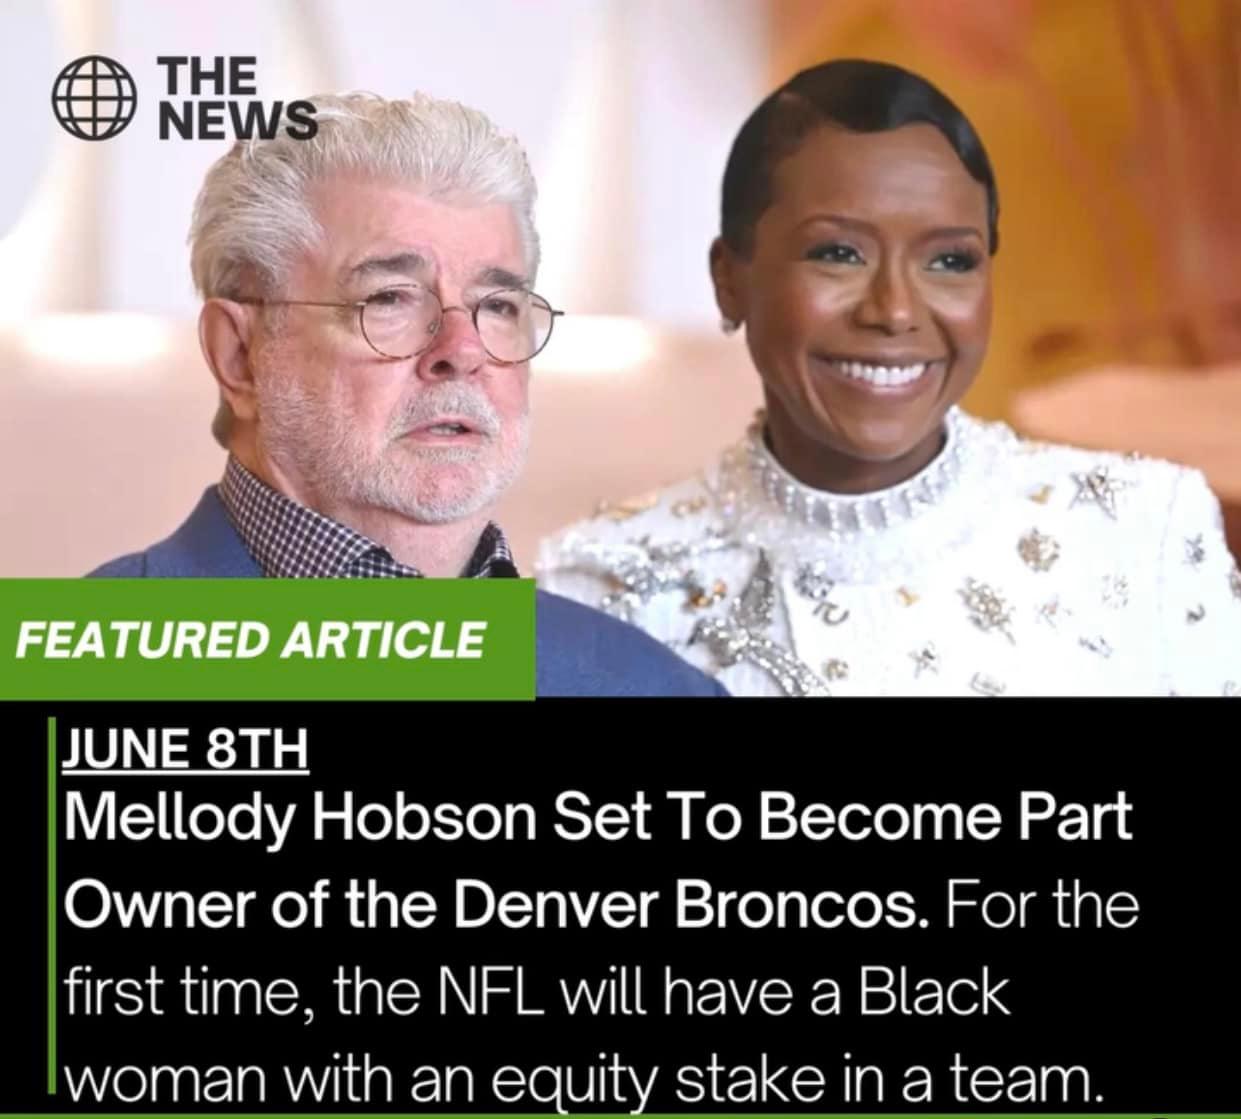 THE
NEWS
FEATURED ARTICLE
JUNE 8TH
Mellody Hobson Set To Become Part
Owner of the Denver Broncos. For the
first time, the NFL will have a Black
woman with an equity stake in a team.